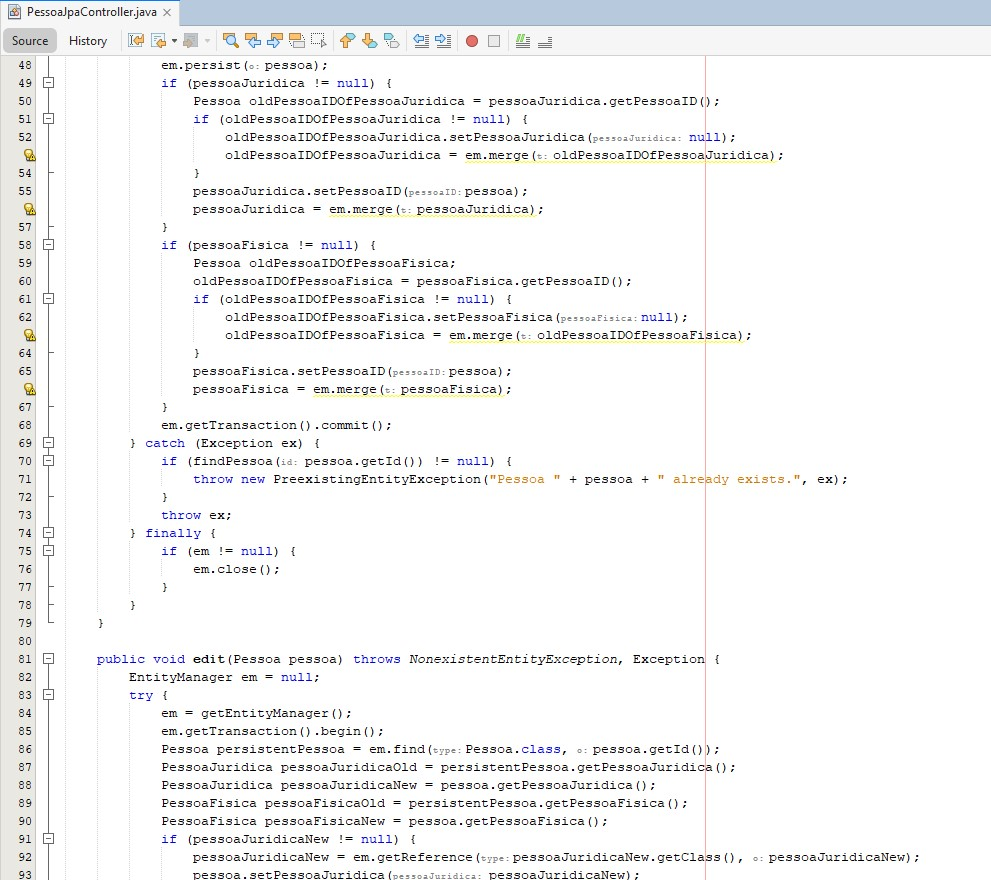 PessoaJpaController.java
Source History
48 em.persist(o: pessoa);
49 if (pessoaJuridica != null) {
50 Pessoa oldPessoaIDOfPessoaJuridica = pessoaJuridica.getPessoaID();
51 if (oldPessoaIDOfPessoaJuridica != null) {
52 oldPessoaIDOfPessoaJuridica.setPessoaJuridica(pessoaJuridica: null);
oldPessoaIDOfPessoaJuridica = em.merge(t: oldPessoaIDOfPessoaJuridica);
54 }
55 pessoaJuridica.setPessoaID(pessoaID: pessoa);
pessoaJuridica = em.merge(t: pessoaJuridica);
57 }
58 if (pessoaFisica != null) {
59 Pessoa oldPessoaIDOfPessoaFisica;
60 oldPessoaIDOfPessoaFisica = pessoaFisica.getPessoaID();
61 if (oldPessoaIDOfPessoaFisica != null) {
62 oldPessoaIDOfPessoaFisica.setPessoaFisica(pessoaFisica: null);
oldPessoaIDOfPessoaFisica = em.merge(t: oldPessoaIDOfPessoaFisica);
64 }
65 pessoaFisica.setPessoaID(pessoaID: pessoa);
pessoaFisica = em.merge(t: pessoaFisica);
67 }
68 em.getTransaction().commit();
69 } catch (Exception ex) {
70 if (findPessoa(id: pessoa.getId()) != null) {
71 throw new PreexistingEntityException("Pessoa " + pessoa + " already exists.", ex);
72 }
73 throw ex;
74 } finally {
75 if (em != null) {
76 em.close();
77 }
78 }
79 }
80
81 public void edit(Pessoa pessoa) throws NonexistentEntityException, Exception {
82 EntityManager em = null;
83 try {
84 em = getEntityManager();
85 em.getTransaction().begin();
86 Pessoa persistentPessoa = em.find(type: Pessoa.class, o: pessoa.getId());
87 PessoaJuridica pessoaJuridicaOld = persistentPessoa.getPessoaJuridica();
88 PessoaJuridica pessoaJuridicaNew = pessoa.getPessoaJuridica();
89 PessoaFisica pessoaFisicaOld = persistentPessoa.getPessoaFisica();
90 PessoaFisica pessoaFisicaNew = pessoa.getPessoaFisica();
91 if (pessoaJuridicaNew != null) {
92 pessoaJuridicaNew = em.getReference(type: pessoaJuridicaNew.getClass(), o: pessoaJuridicaNew);
93 pessoa.setPessoaJuridica(pessoaJuridica: pessoaJuridicaNew);